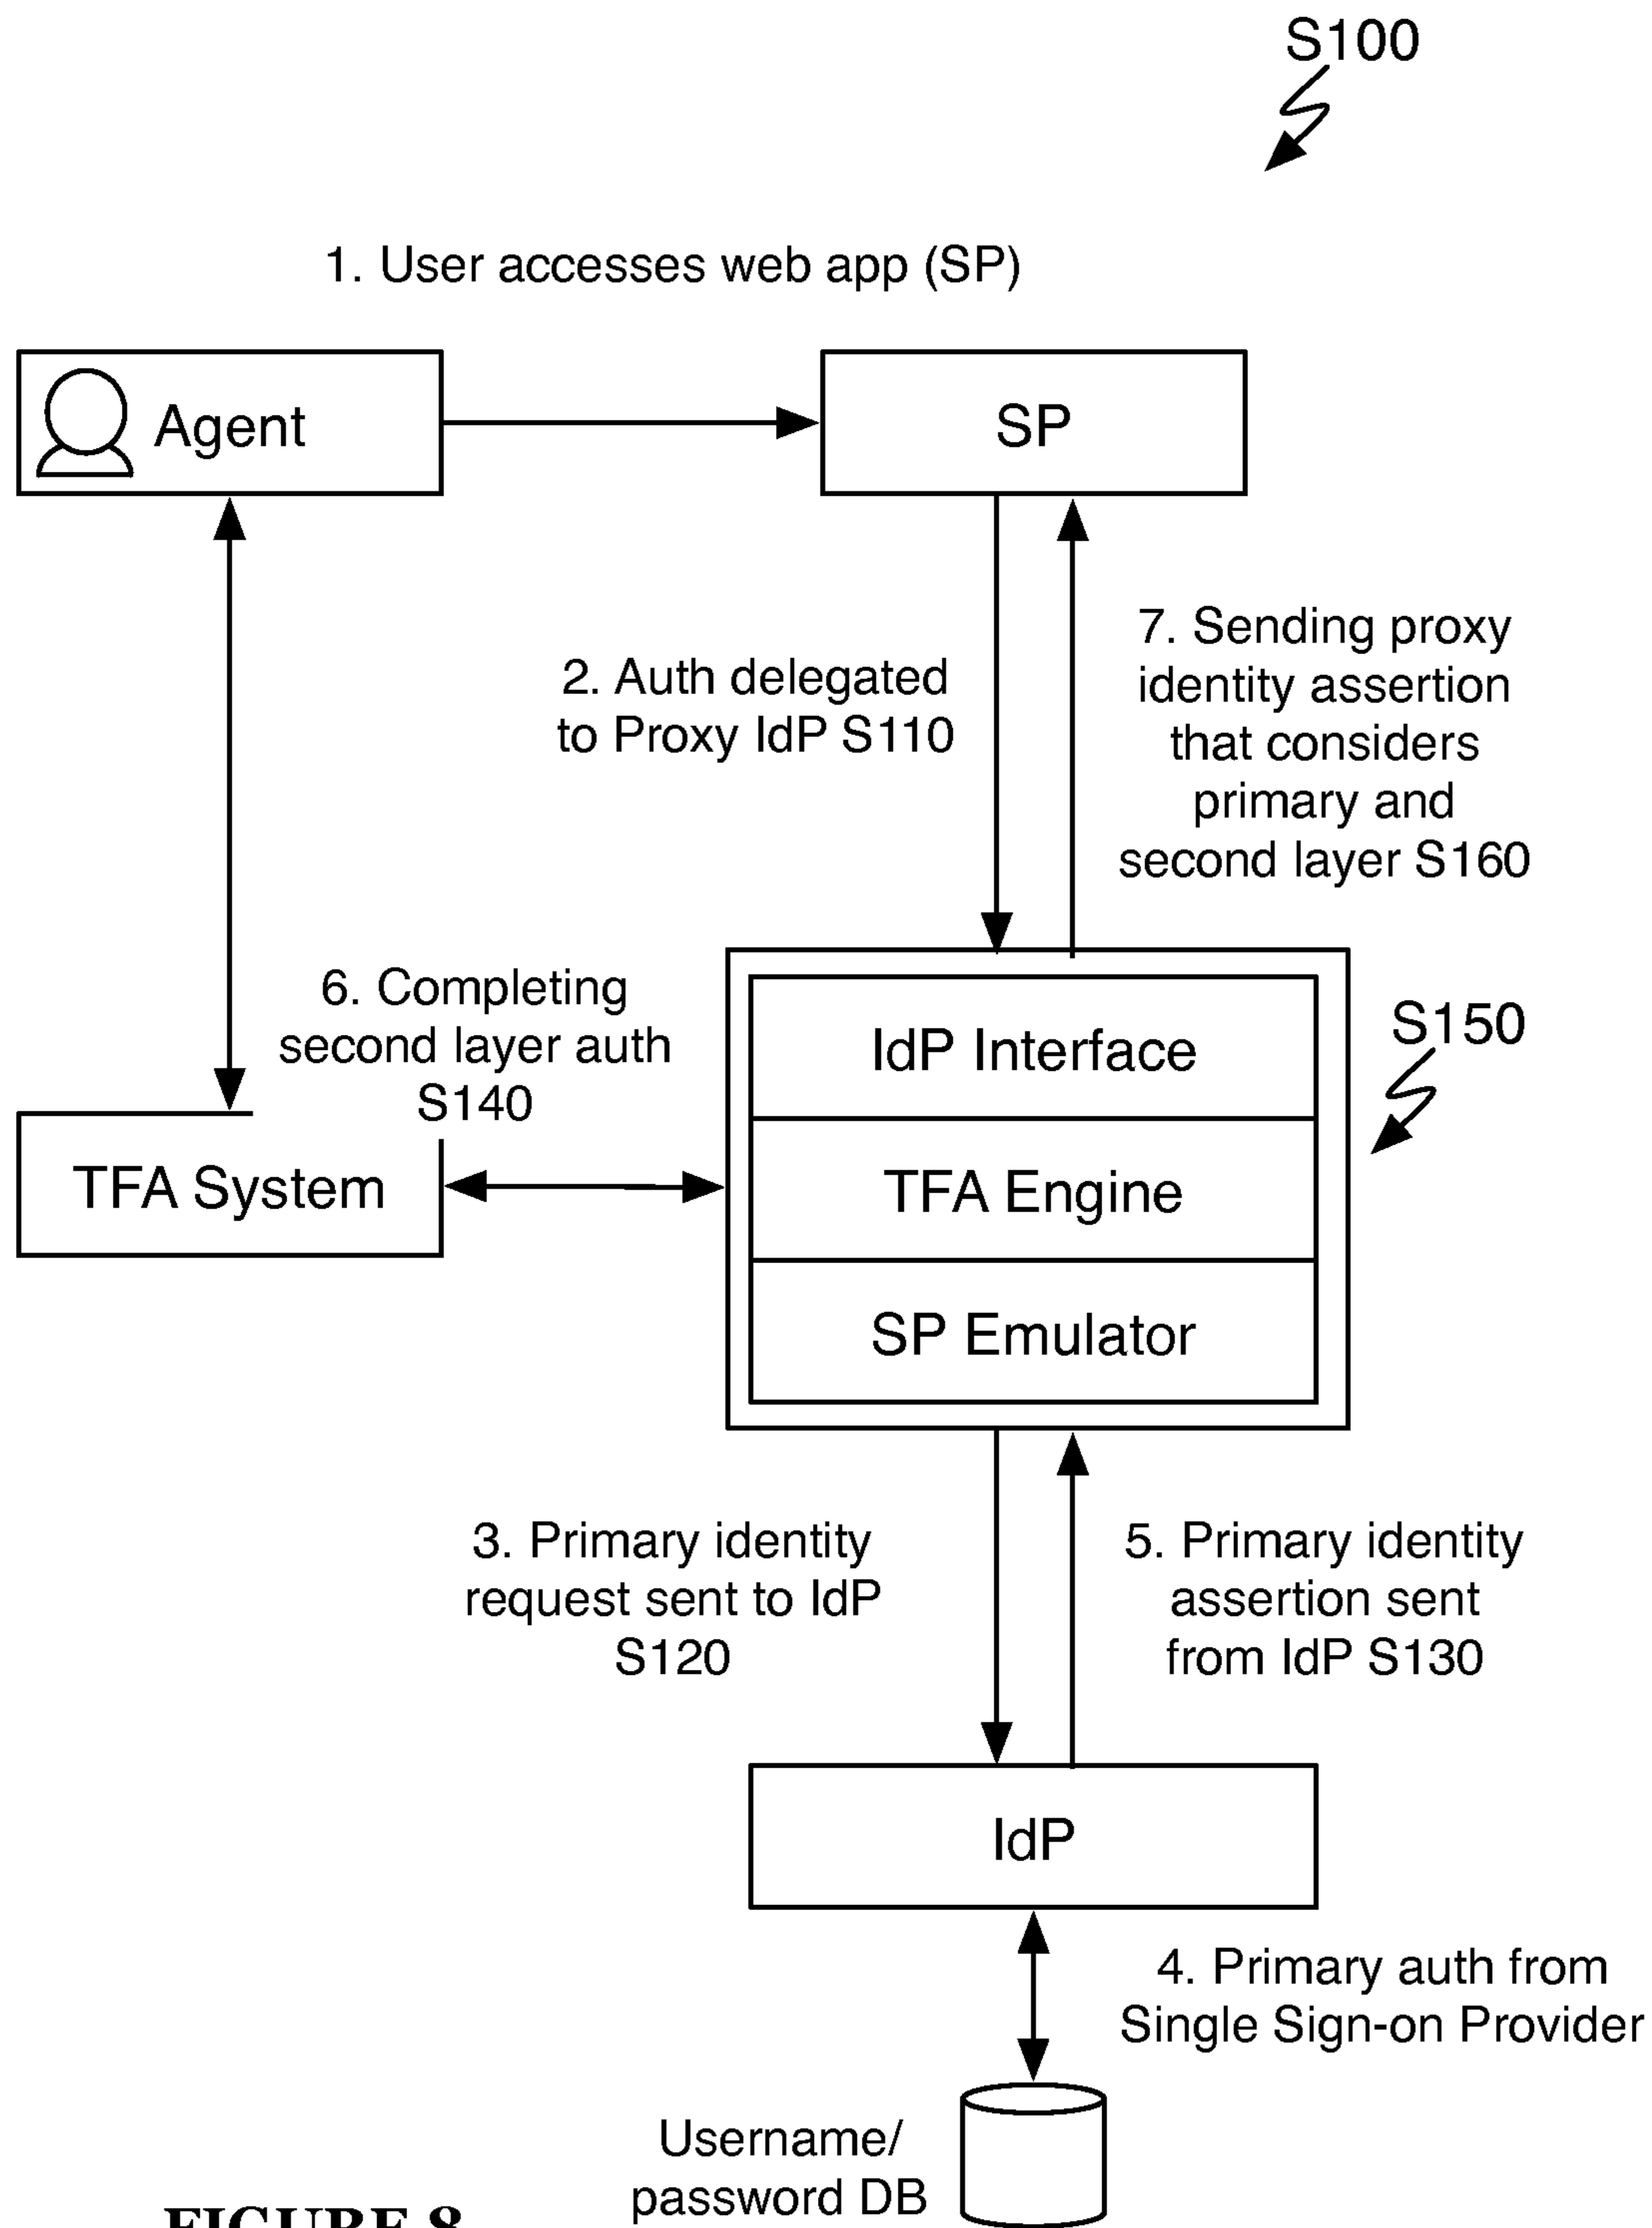 S100
1. User accesses web app (SP)
Agent
SP
2. Auth delegated
to Proxy IdP S110
7. Sending proxy
identity assertion
that considers
primary and
second layer S160
6. Completing
second layer auth
S140
IdP Interface
S150
TFA System
TFA Engine
SP Emulator
3. Primary identity
request sent to IdP
S120
5. Primary identity
assertion sent
from IdP S130
IdP
4. Primary auth from
Single Sign-on Provider
Username/
password DB
FIGURE 8